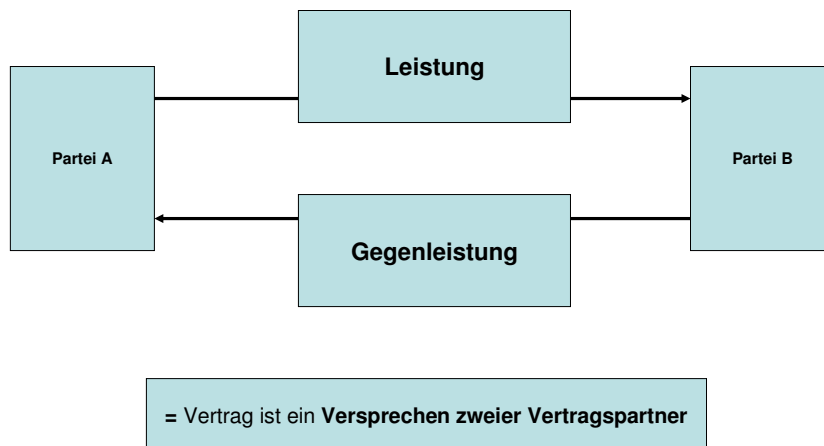 Leistung
Partei A
Partei B
Gegenleistung
= Vertrag ist ein Versprechen zweier Vertragspartner